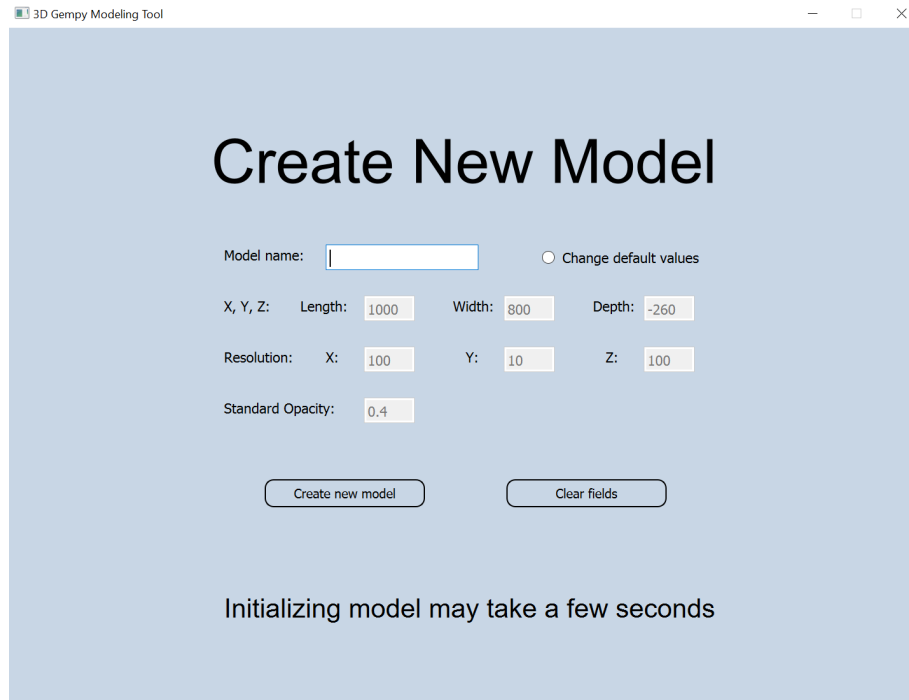 3D Gempy Modeling Tool
Create New Model
Model name: Change default values
X, Y, Z: Length: 1000 Width: 800 Depth: -260
Resolution: X: 100 Y: 10 Z: 100
Standard Opacity: 0.4
Create new model Clear fields
Initializing model may take a few seconds